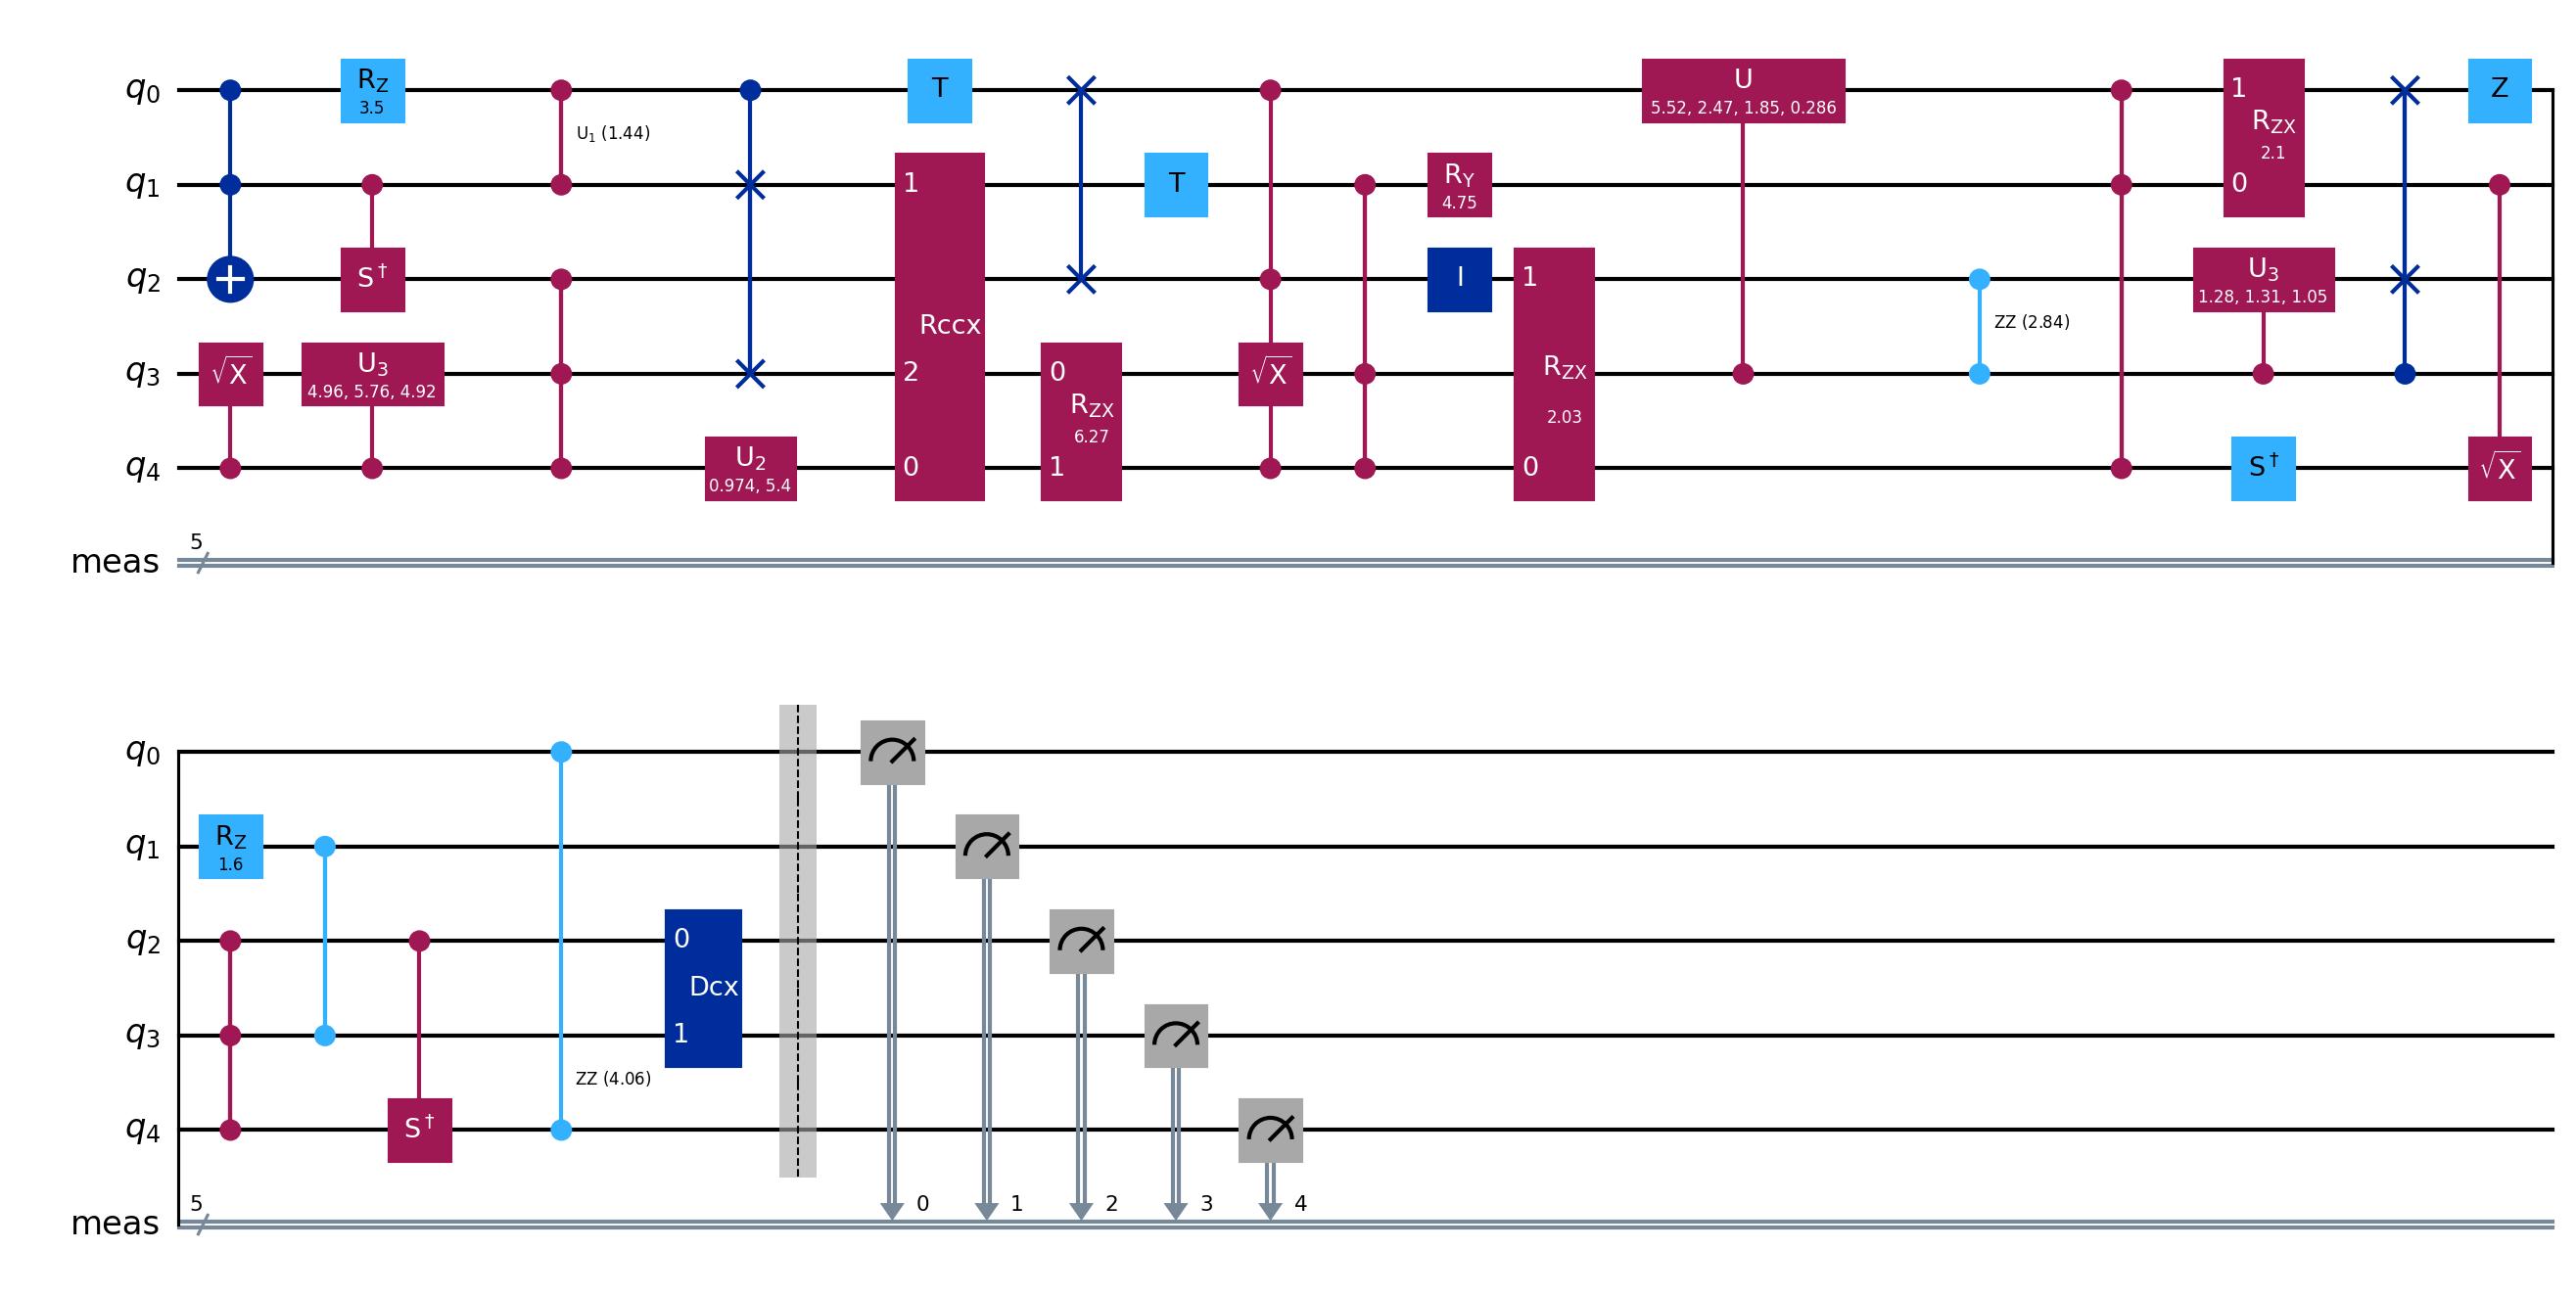 q0 RZ 3.5 U1 (1.44) T U 5.52, 2.47, 1.85, 0.286 1 RZX 2.1 0 Z
q1 1 T RY 4.75
q2 S† Rccx I 1 RZX 2.03 0 ZZ (2.84) U3 1.28, 1.31, 1.05
q3 √X U3 4.96, 5.76, 4.92 2 0 RZX 6.27 1 √X
q4 U2 0.974, 5.4 0 S† √X
5
meas
q0
q1 RZ 1.6
q2 0 Dcx
q3 1
ZZ (4.06)
q4 S†
5 0 1 2 3 4
meas